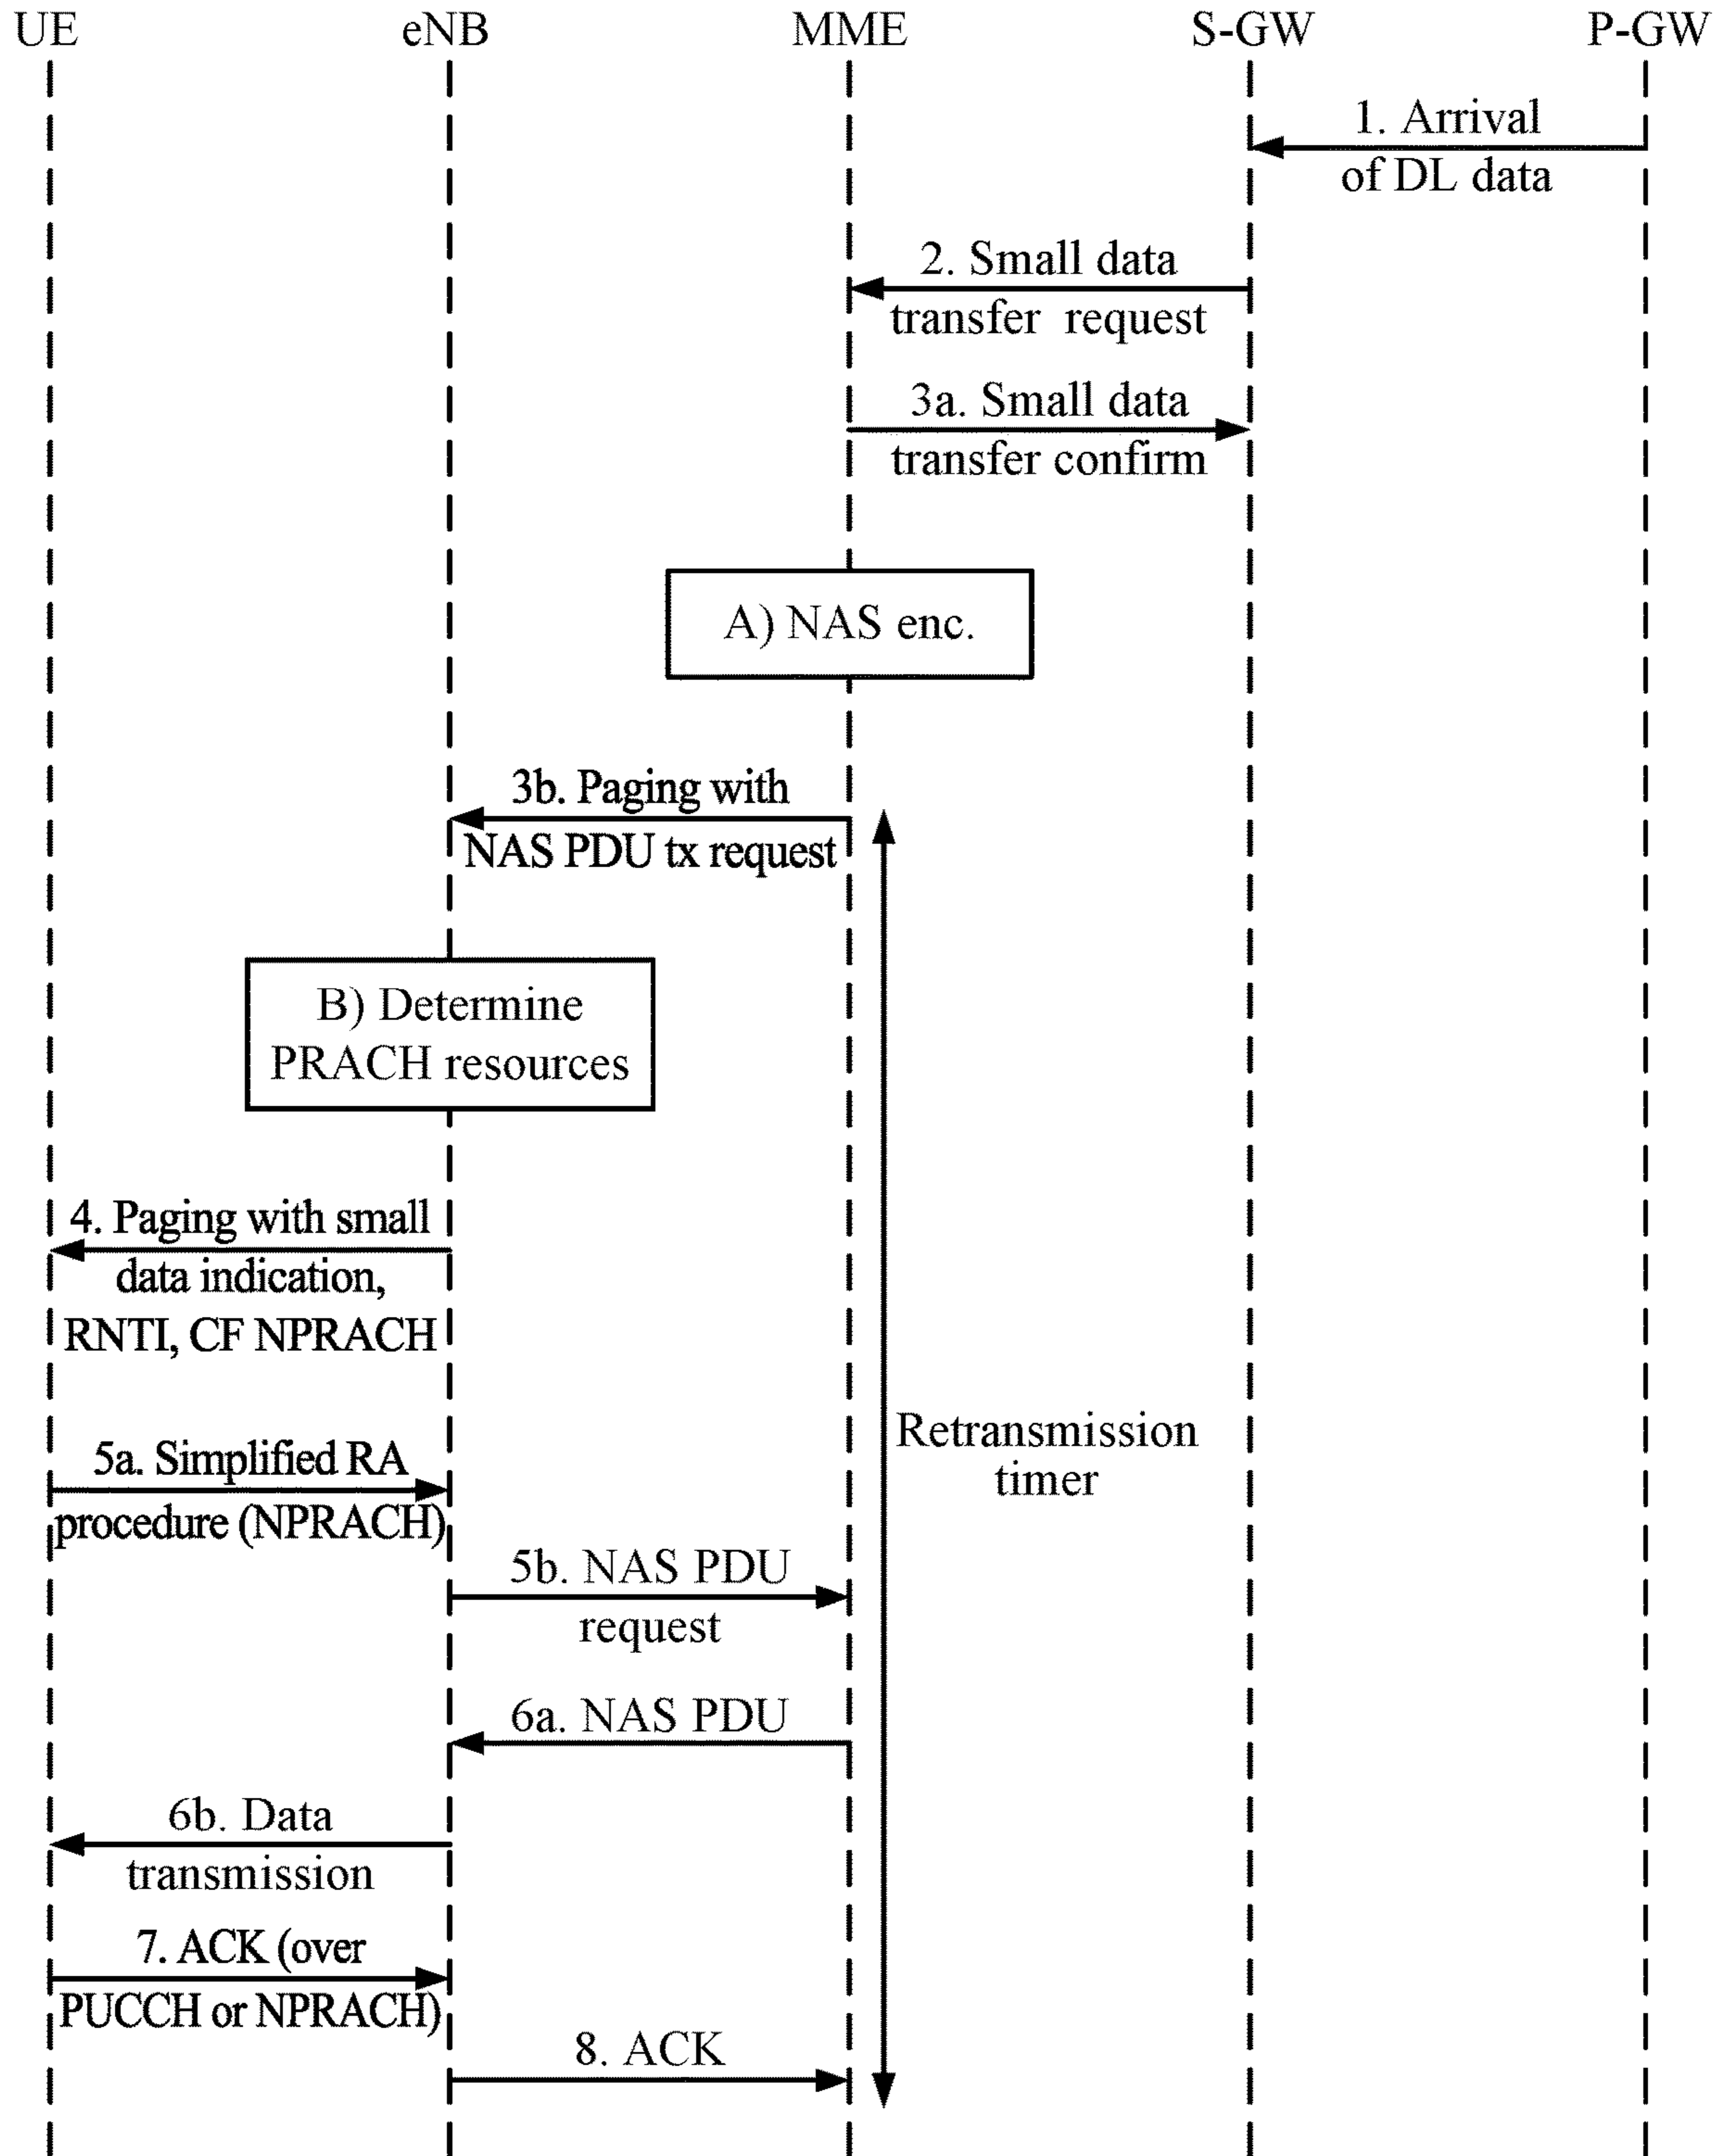 UE eNB MME S-GW P-GW
1. Arrival
of DL data
2. Small data
transfer request
3a. Small data
transfer confirm
A) NAS enc.
3b. Paging with
NAS PDU tx request
B) Determine
PRACH resources
4. Paging with small
data indication,
RNTI, CF NPRACH
Retransmission
timer
5a. Simplified RA
procedure (NPRACH)
5b. NAS PDU
request
6a. NAS PDU
6b. Data
transmission
7. ACK (over
PUCCH or NPRACH)
8. ACK